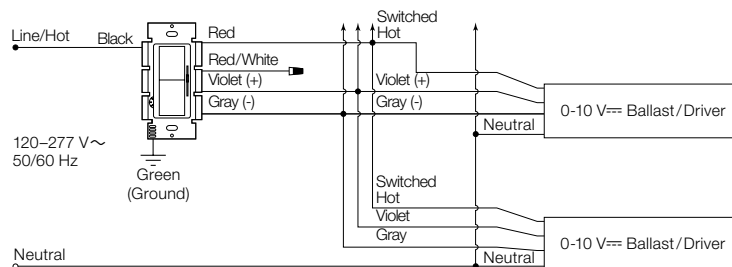 Line/Hot
Black
Red
Switched
Hot
Red/White
Violet (+)
Violet (+)
Gray (-)
Gray (-)
0-10 V⎓ Ballast/Driver
Neutral
120–277 V～
50/60 Hz
Green
(Ground)
Switched
Hot
Violet
Gray
0-10 V⎓ Ballast/Driver
Neutral
Neutral